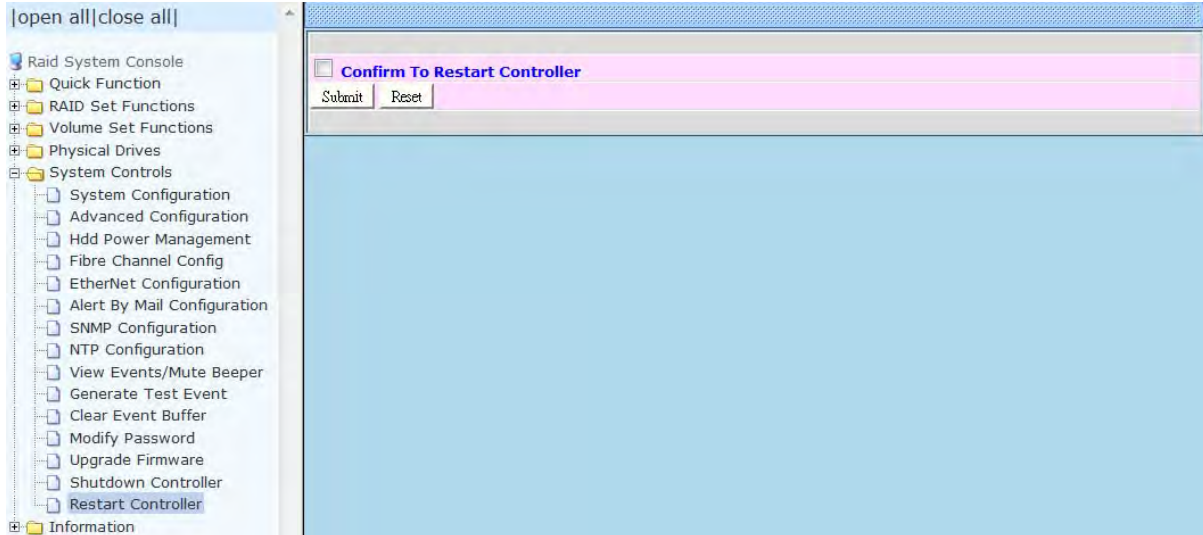 |open all|close all|
Raid System Console
Quick Function
RAID Set Functions
Volume Set Functions
Physical Drives
System Controls
System Configuration
Advanced Configuration
Hdd Power Management
Fibre Channel Config
EtherNet Configuration
Alert By Mail Configuration
SNMP Configuration
NTP Configuration
View Events/Mute Beeper
Generate Test Event
Clear Event Buffer
Modify Password
Upgrade Firmware
Shutdown Controller
Restart Controller
Information
Confirm To Restart Controller
Submit Reset